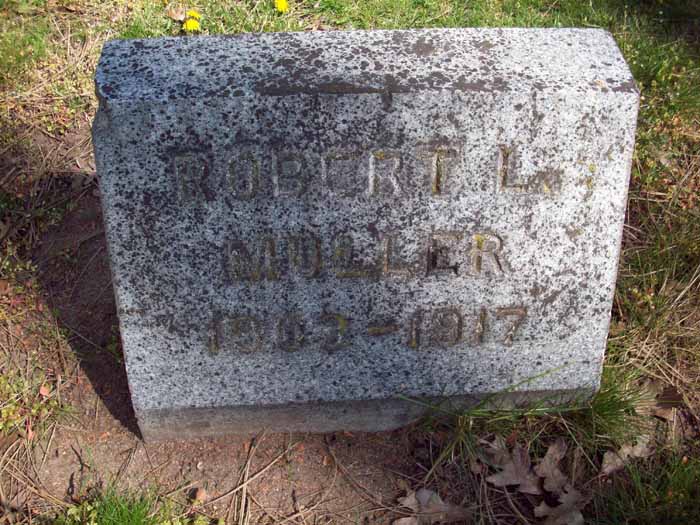 ROBERT L.
MULLER
1903-1917